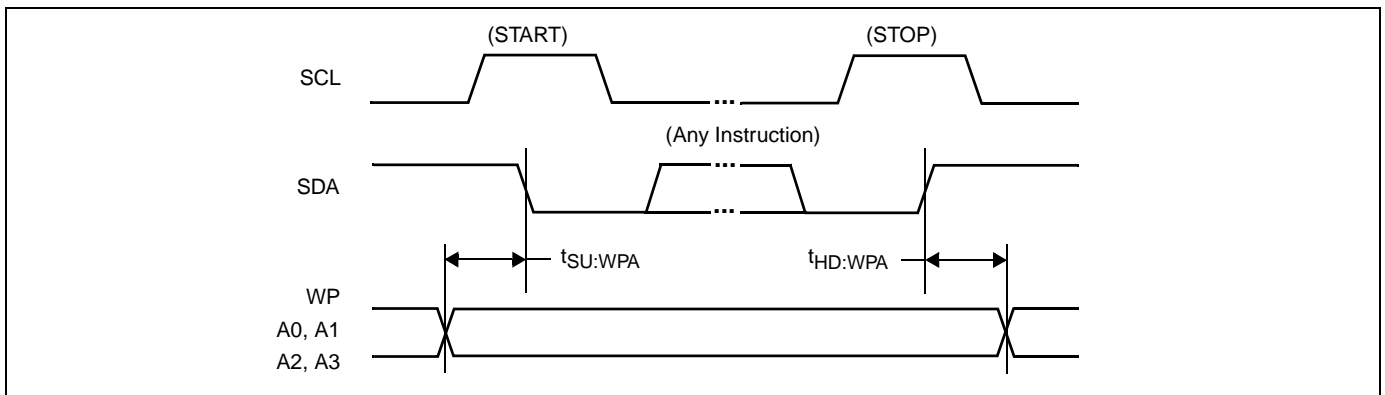 (START) (STOP)
SCL
...
(Any Instruction)
...
SDA
...
tSU:WPA tHD:WPA
WP
A0, A1
A2, A3